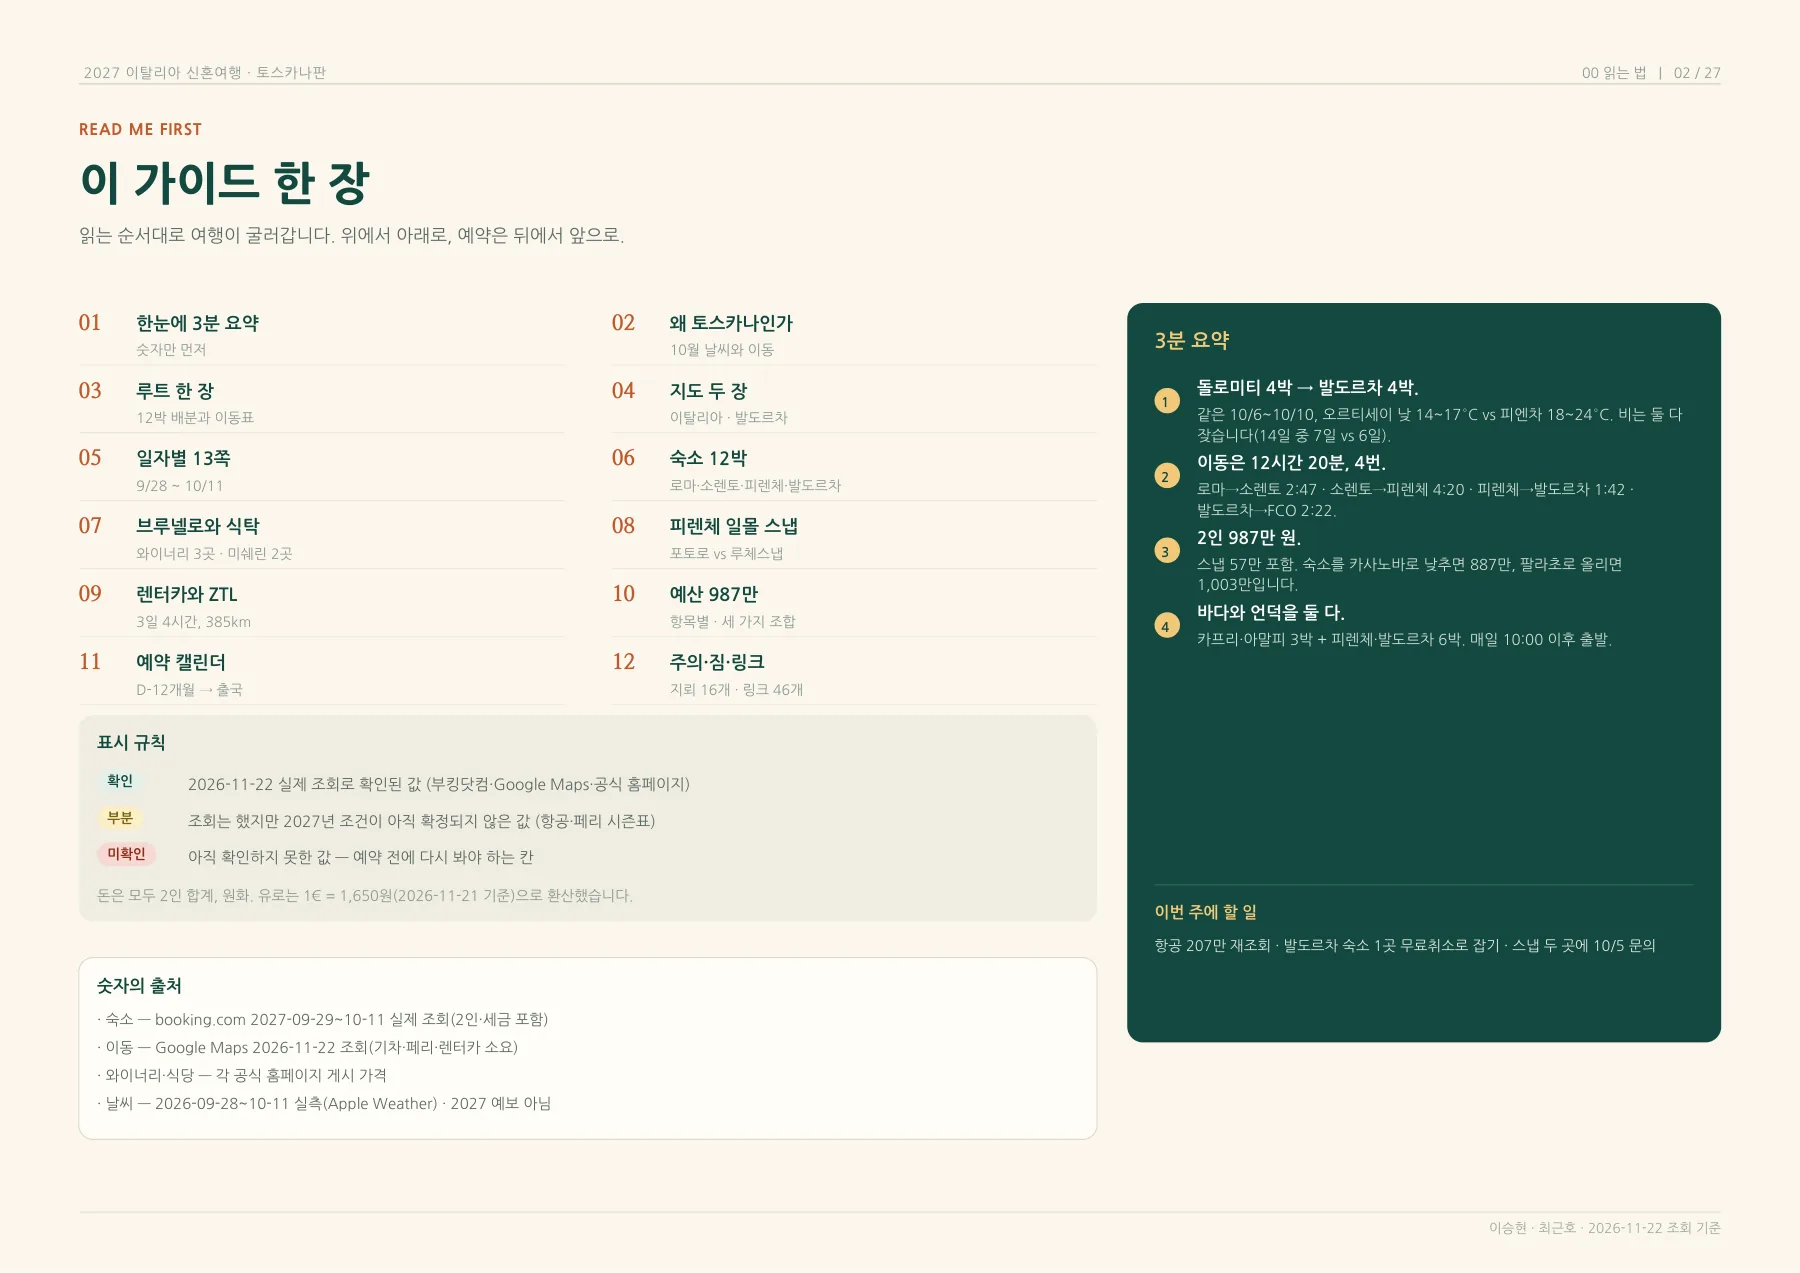 2027 이탈리아 신혼여행 · 토스카나판
00 읽는 법 | 02 / 27
READ ME FIRST
이 가이드 한 장
읽는 순서대로 여행이 굴러갑니다. 위에서 아래로, 예약은 뒤에서 앞으로.
01 한눈에 3분 요약
숫자만 먼저
02 왜 토스카나인가
10월 날씨와 이동
03 루트 한 장
12박 배분과 이동표
04 지도 두 장
이탈리아 · 발도르차
05 일자별 13쪽
9/28 ~ 10/11
06 숙소 12박
로마·소렌토·피렌체·발도르차
07 브루넬로와 식탁
와이너리 3곳 · 미쉐린 2곳
08 피렌체 일몰 스냅
포토로 vs 루체스냅
09 렌터카와 ZTL
3일 4시간, 385km
10 예산 987만
항목별 · 세 가지 조합
11 예약 캘린더
D-12개월 → 출국
12 주의·짐·링크
지뢰 16개 · 링크 46개
표시 규칙
확인 2026-11-22 실제 조회로 확인된 값 (부킹닷컴·Google Maps·공식 홈페이지)
부분 조회는 했지만 2027년 조건이 아직 확정되지 않은 값 (항공·페리 시즌표)
미확인 아직 확인하지 못한 값 — 예약 전에 다시 봐야 하는 칸
돈은 모두 2인 합계, 원화. 유로는 1€ = 1,650원(2026-11-21 기준)으로 환산했습니다.
숫자의 출처
· 숙소 — booking.com 2027-09-29~10-11 실제 조회(2인·세금 포함)
· 이동 — Google Maps 2026-11-22 조회(기차·페리·렌터카 소요)
· 와이너리·식당 — 각 공식 홈페이지 게시 가격
· 날씨 — 2026-09-28~10-11 실측(Apple Weather) · 2027 예보 아님
3분 요약
1 돌로미티 4박 → 발도르차 4박.
같은 10/6~10/10, 오르티세이 낮 14~17°C vs 피엔차 18~24°C. 비는 둘 다
잦습니다(14일 중 7일 vs 6일).
2 이동은 12시간 20분, 4번.
로마→소렌토 2:47 · 소렌토→피렌체 4:20 · 피렌체→발도르차 1:42 ·
발도르차→FCO 2:22.
3 2인 987만 원.
스냅 57만 포함. 숙소를 카사노바로 낮추면 887만, 팔라초로 올리면
1,003만입니다.
4 바다와 언덕을 둘 다.
카프리·아말피 3박 + 피렌체·발도르차 6박. 매일 10:00 이후 출발.
이번 주에 할 일
항공 207만 재조회 · 발도르차 숙소 1곳 무료취소로 잡기 · 스냅 두 곳에 10/5 문의
이승현 · 최근호 · 2026-11-22 조회 기준